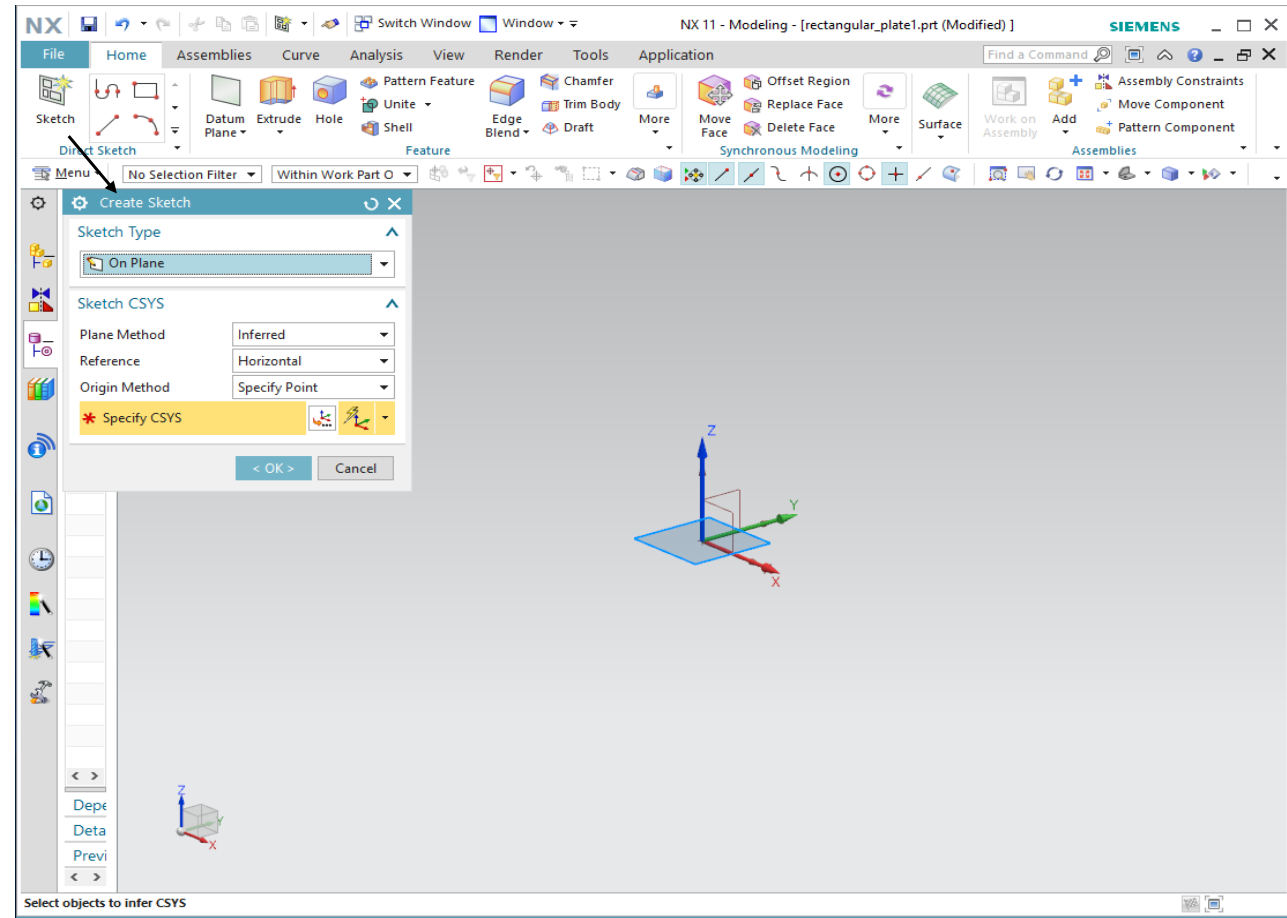 NX Switch Window Window NX 11 - Modeling - [rectangular_plate1.prt (Modified) ] SIEMENS
File Home Assemblies Curve Analysis View Render Tools Application Find a Command
Pattern Feature Chamfer Offset Region Assembly Constraints
Unite Trim Body Replace Face Move Component
Shell Draft Delete Face Pattern Component
Sketch Datum Plane Extrude Hole Edge Blend More Move Face More Surface Work on Assembly Add
Direct Sketch Feature Synchronous Modeling Assemblies
Menu No Selection Filter Within Work Part O
Create Sketch
Sketch Type
On Plane
Sketch CSYS
Plane Method Inferred
Reference Horizontal
Origin Method Specify Point
* Specify CSYS
< OK > Cancel
Z
Y
X
Z
Y
X
Depe
Deta
Previ
Select objects to infer CSYS